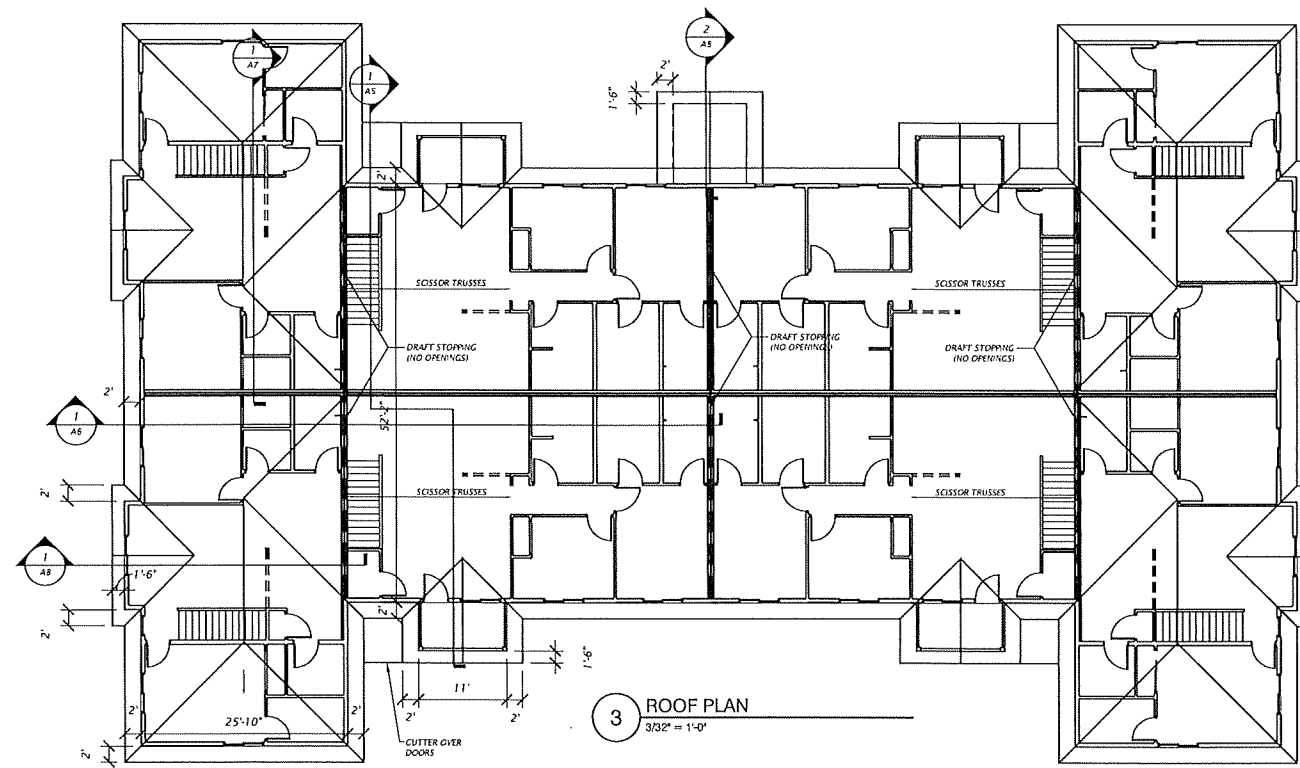 1
A7
1
A5
2
A8
2'
1'-6"
2'
SCISSOR TRUSSES
SCISSOR TRUSSES
DRAFT STOPPING
(NO OPENINGS)
DRAFT STOPPING
(NO OPENINGS)
DRAFT STOPPING
(NO OPENINGS)
2'
1
A6
52'-2"
2'
SCISSOR TRUSSES
SCISSOR TRUSSES
1
A8
1'-6"
2'
2'
1'-6"
11'
2'
2'
3
ROOF PLAN
3/32" = 1'-0"
2'
25'-10"
2'
2'
GUTTER OVER
DOORS